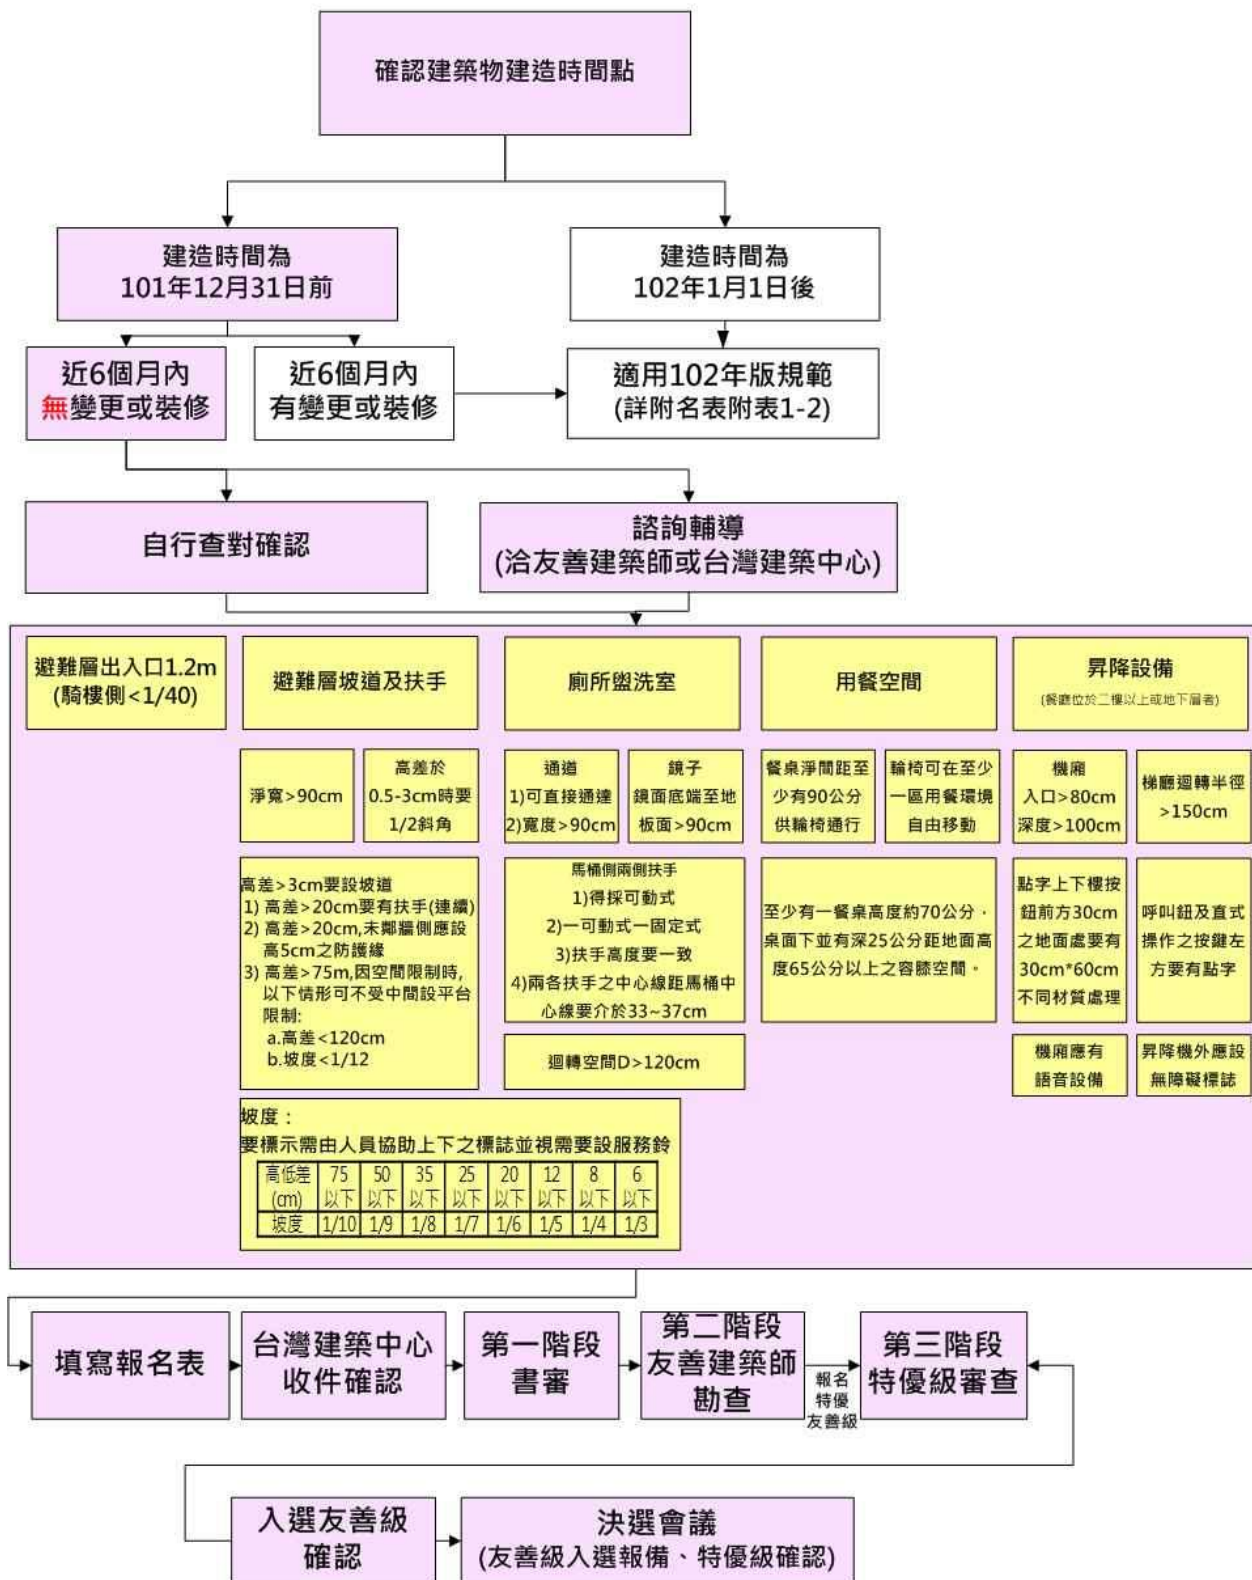 確認建築物建造時間點
建造時間為
101年12月31日前
建造時間為
102年1月1日後
近6個月內
無變更或裝修
近6個月內
有變更或裝修
適用102年版規範
(詳附名表附表1-2)
自行查對確認
諮詢輔導
(洽友善建築師或台灣建築中心)
避難層出入口1.2m
(騎樓側<1/40)
避難層坡道及扶手
廁所盥洗室
用餐空間
昇降設備
(餐廳位於二樓以上或地下層者)
淨寬>90cm
高差於
0.5-3cm時要
1/2斜角
通道
1)可直接通達
2)寬度>90cm
鏡子
鏡面底端至地
板面>90cm
餐桌淨間距至
少有90公分
供輪椅通行
輪椅可在至少
一區用餐環境
自由移動
機廂
入口>80cm
深度>100cm
梯廳迴轉半徑
>150cm
高差>3cm要設坡道
1) 高差>20cm要有扶手(連續)
2) 高差>20cm,未鄰牆側應設
高5cm之防護緣
3) 高差>75m,因空間限制時,
以下情形可不受中間設平台
限制:
a.高差<120cm
b.坡度<1/12
馬桶側兩側扶手
1)得採可動式
2)一可動式一固定式
3)扶手高度要一致
4)兩各扶手之中心線距馬桶中
心線要介於33~37cm
至少有一餐桌高度約70公分，
桌面下並有深25公分距地面高
度65公分以上之容膝空間。
點字上下樓按
鈕前方30cm
之地面處要有
30cm*60cm
不同材質處理
呼叫鈕及直式
操作之按鍵左
方要有點字
迴轉空間D>120cm
機廂應有
語音設備
昇降機外應設
無障礙標誌
坡度：
要標示需由人員協助上下之標誌並視需要設服務鈴
高低差(cm) 75以下 50以下 35以下 25以下 20以下 12以下 8以下 6以下
坡度 1/10 1/9 1/8 1/7 1/6 1/5 1/4 1/3
填寫報名表
台灣建築中心
收件確認
第一階段
書審
第二階段
友善建築師
勘查
報名
特優
友善級
第三階段
特優級審查
入選友善級
確認
決選會議
(友善級入選報備、特優級確認)